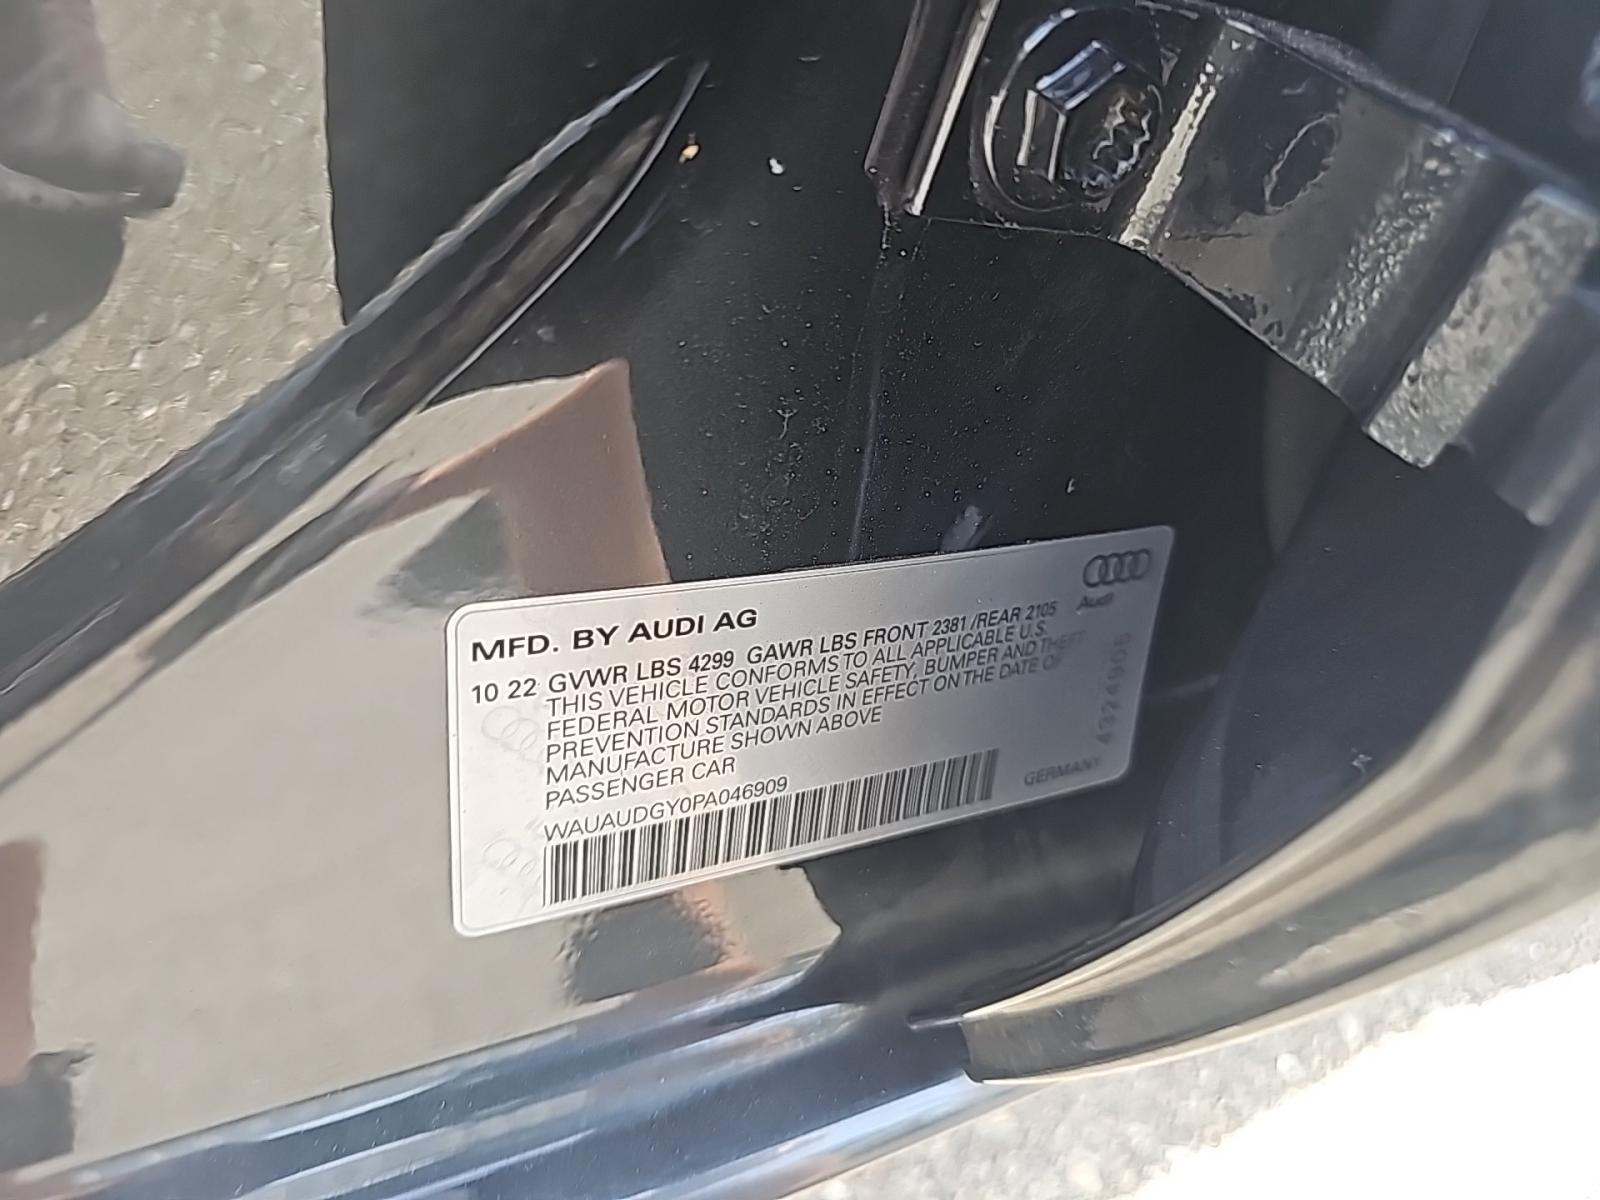 Audi
MFD. BY AUDI AG
10 22 GVWR LBS 4299 GAWR LBS FRONT 2381 /REAR 2105
THIS VEHICLE CONFORMS TO ALL APPLICABLE U.S.
FEDERAL MOTOR VEHICLE SAFETY, BUMPER AND THEFT
PREVENTION STANDARDS IN EFFECT ON THE DATE OF
MANUFACTURE SHOWN ABOVE
PASSENGER CAR
WAUAUDGY0PA046909
GERMANY